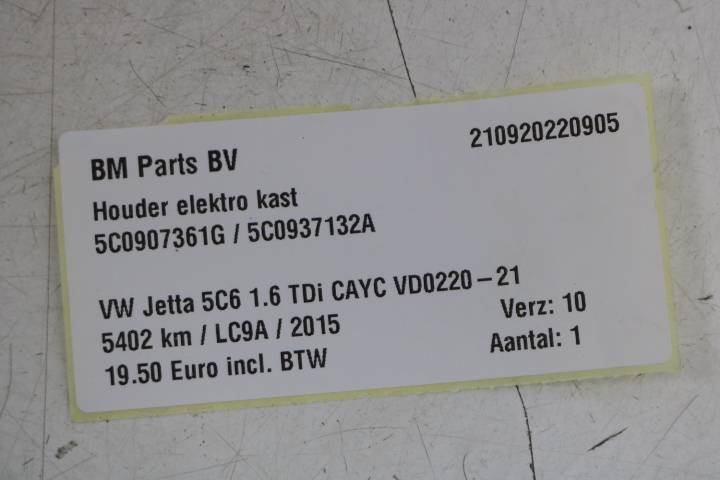 BM Parts BV
210920220905
Houder elektro kast
5C0907361G / 5C0937132A
VW Jetta 5C6 1.6 TDi CAYC VD0220-21
5402 km / LC9A / 2015
Verz: 10
19.50 Euro incl. BTW
Aantal: 1